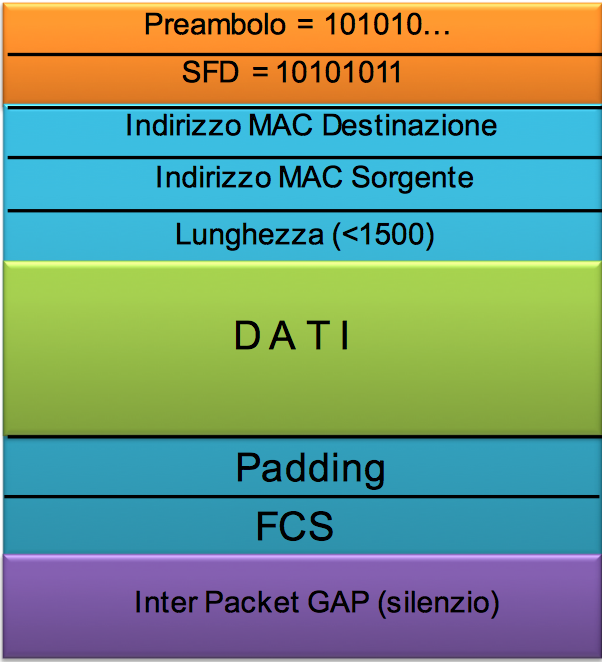 Preambolo = 101010…
SFD = 10101011
Indirizzo MAC Destinazione
Indirizzo MAC Sorgente
Lunghezza (<1500)
D A T I
Padding
FCS
Inter Packet GAP (silenzio)